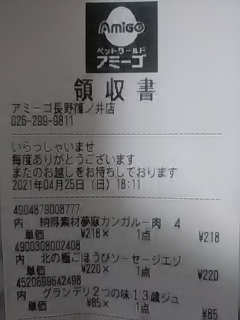 AMIGO
ペットワールド
アミーゴ
領収書
アミーゴ長野篠ノ井店
026-299-9811
いらっしゃいませ
毎度ありがとうございます
またのお越しをお待ちしております
2021年04月25日(日)18:11
4904879008777
内 納得素材夢寐カンガルー肉 4
単価 ¥218× 1点 ¥218
4900308002408
内 北の極ごほうびソーセージエゾ
単価 ¥220× 1点 ¥220
4520699642498
内 グランデリ2つの味13歳ジュ
単価 ¥85× 1点 ¥85